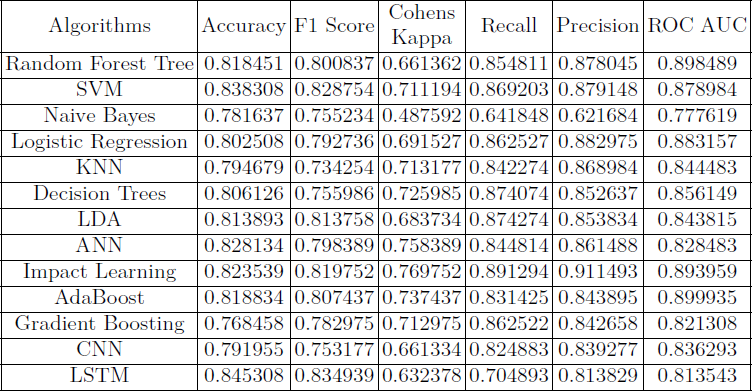 Algorithms Accuracy F1 Score Cohens Kappa Recall Precision ROC AUC
Random Forest Tree 0.818451 0.800837 0.661362 0.854811 0.878045 0.898489
SVM 0.838308 0.828754 0.711194 0.869203 0.879148 0.878984
Naive Bayes 0.781637 0.755234 0.487592 0.641848 0.621684 0.777619
Logistic Regression 0.802508 0.792736 0.691527 0.862527 0.882975 0.883157
KNN 0.794679 0.734254 0.713177 0.842274 0.868984 0.844483
Decision Trees 0.806126 0.755986 0.725985 0.874074 0.852637 0.856149
LDA 0.813893 0.813758 0.683734 0.874274 0.853834 0.843815
ANN 0.828134 0.798389 0.758389 0.844814 0.861488 0.828483
Impact Learning 0.823539 0.819752 0.769752 0.891294 0.911493 0.893959
AdaBoost 0.818834 0.807437 0.737437 0.831425 0.843895 0.899935
Gradient Boosting 0.768458 0.782975 0.712975 0.862522 0.842658 0.821308
CNN 0.791955 0.753177 0.661334 0.824883 0.839277 0.836293
LSTM 0.845308 0.834939 0.632378 0.704893 0.813829 0.813543